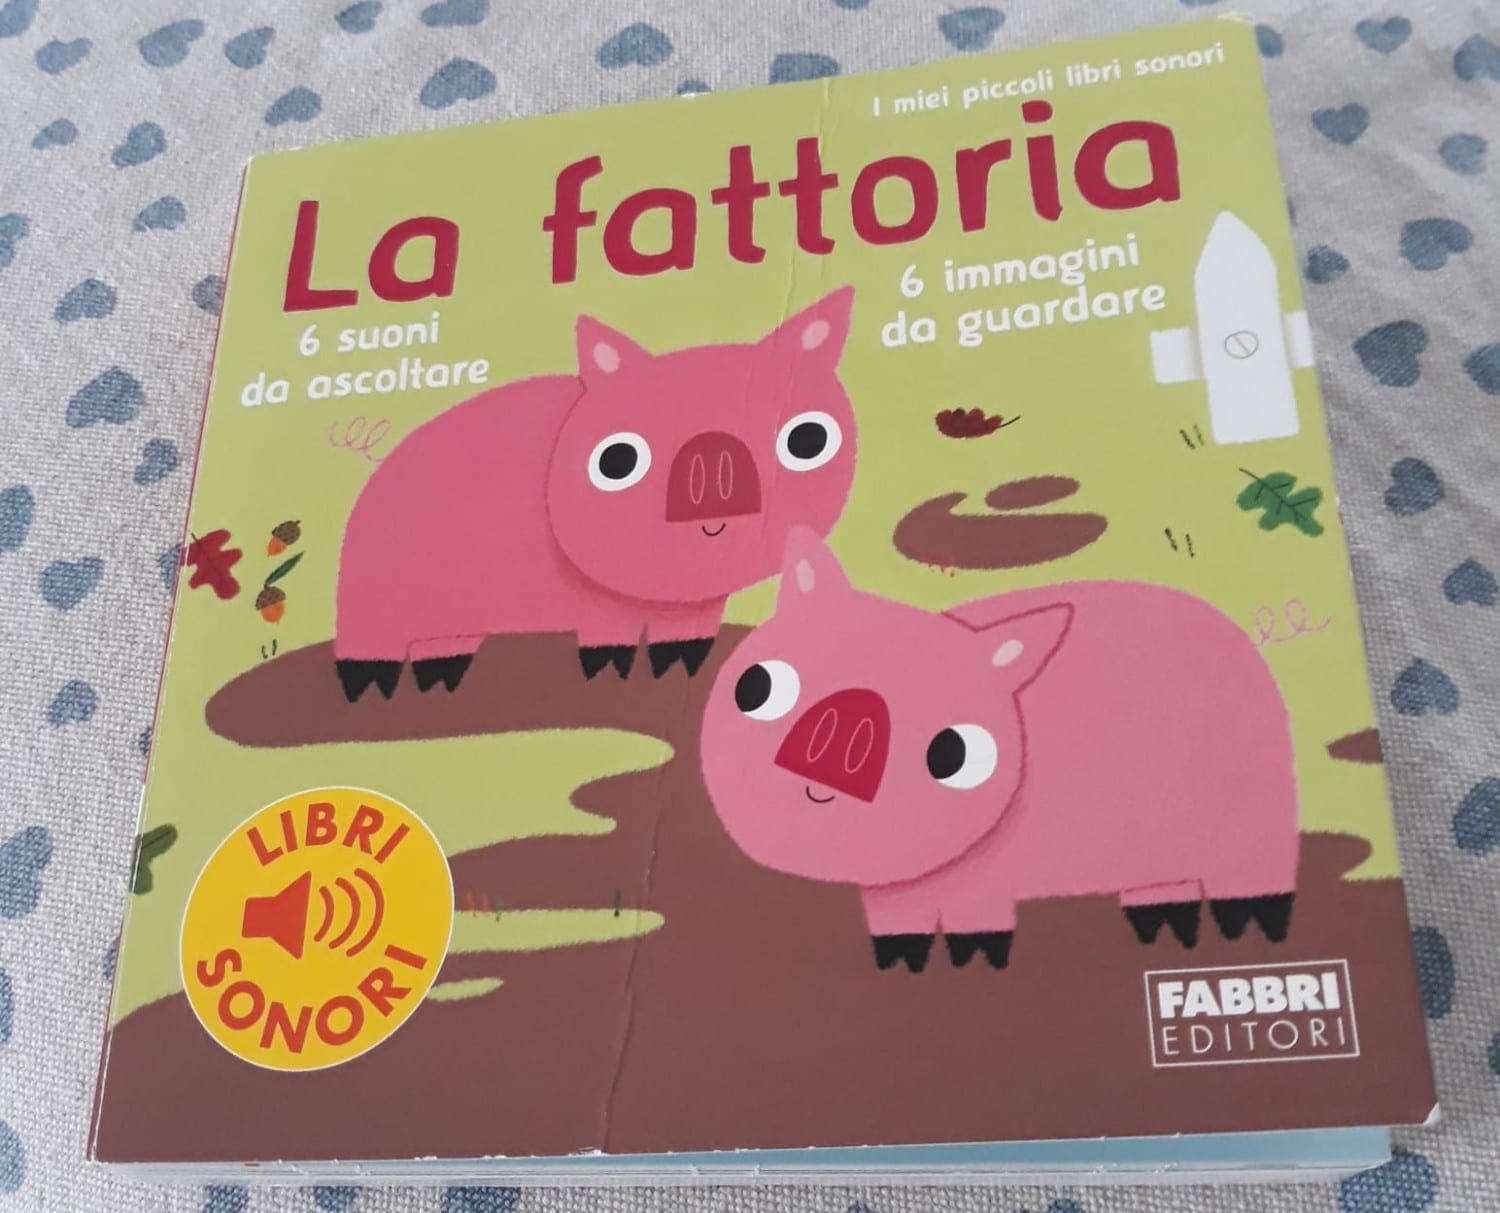 I miei piccoli libri sonori
La fattoria
6 suoni
da ascoltare
6 immagini
da guardare
LIBRI
SONORI
FABBRI
EDITORI